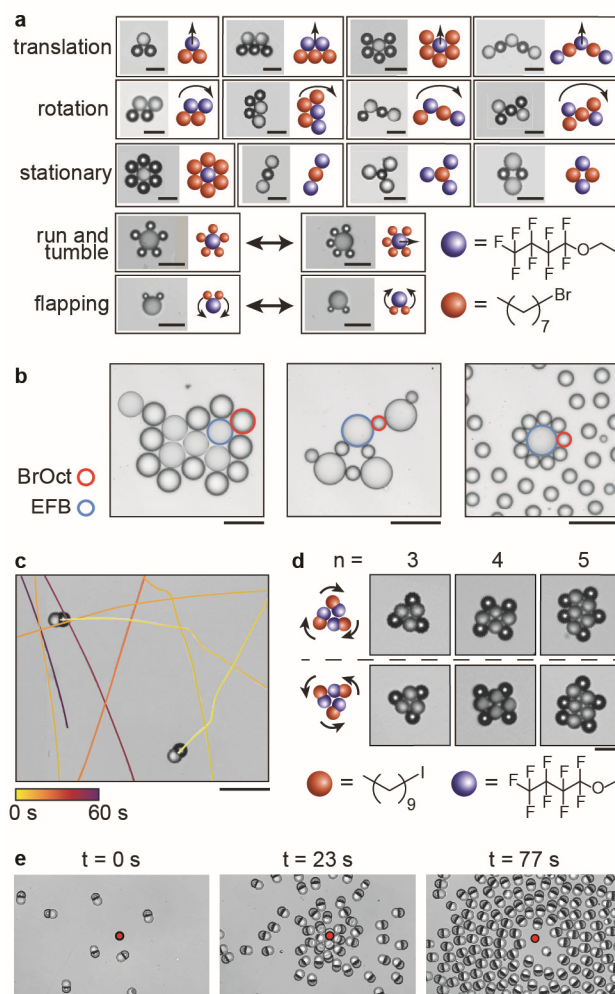 a
translation
rotation
stationary
run and
tumble
flapping
F F F F
F O
F F F F
Br
7
b
BrOct
EFB
c
0 s 60 s
d n = 3 4 5
=
I
9
=
F F F F
F O
F F F F
e
t = 0 s t = 23 s t = 77 s